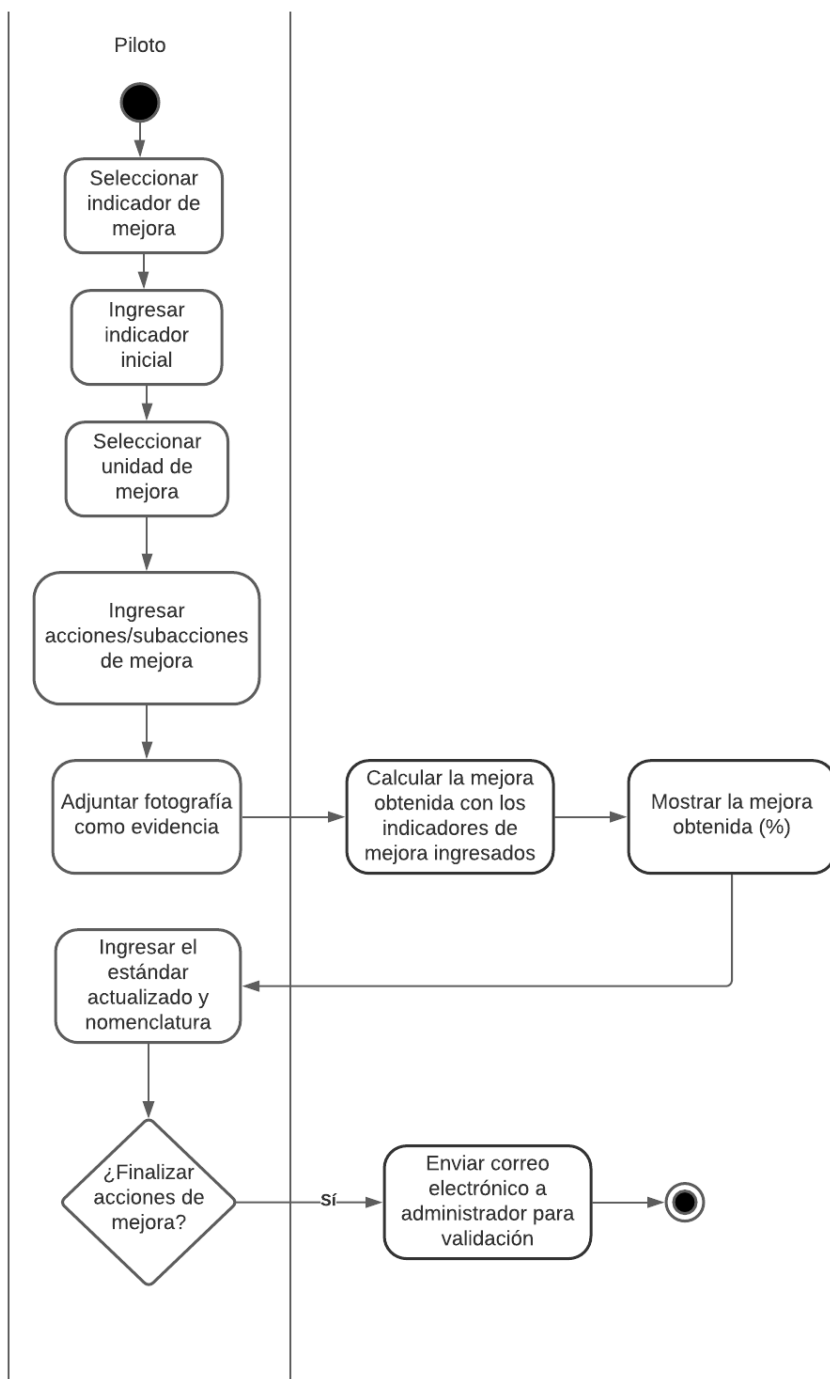 Piloto
Seleccionar
indicador de
mejora
Ingresar
indicador
inicial
Seleccionar
unidad de
mejora
Ingresar
acciones/subacciones
de mejora
Adjuntar fotografía
como evidencia
Calcular la mejora
obtenida con los
indicadores de
mejora ingresados
Mostrar la mejora
obtenida (%)
Ingresar el
estándar
actualizado y
nomenclatura
¿Finalizar
acciones de
mejora?
Sí
Enviar correo
electrónico a
administrador para
validación